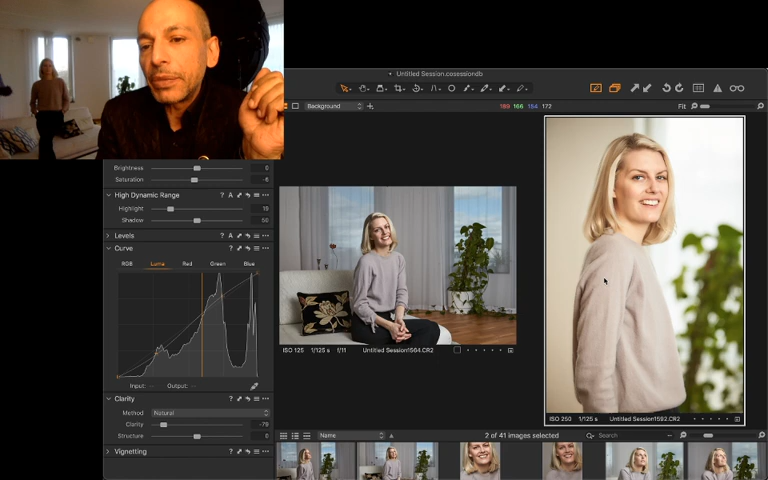 Untitled Session.cosessiondb
Background
189 166 154 172
Fit
Brightness 0
Saturation -6
High Dynamic Range ? A
Highlight 19
Shadow 50
Levels ? A
Curve ?
RGB Luma Red Green Blue
Input: -- Output: --
Clarity ?
Method Natural
Clarity -79
Structure 0
Vignetting
ISO 125 1/125 s f/11 Untitled Session1564.CR2
ISO 250 1/125 s Untitled Session1592.CR2
Name 2 of 41 images selected Search